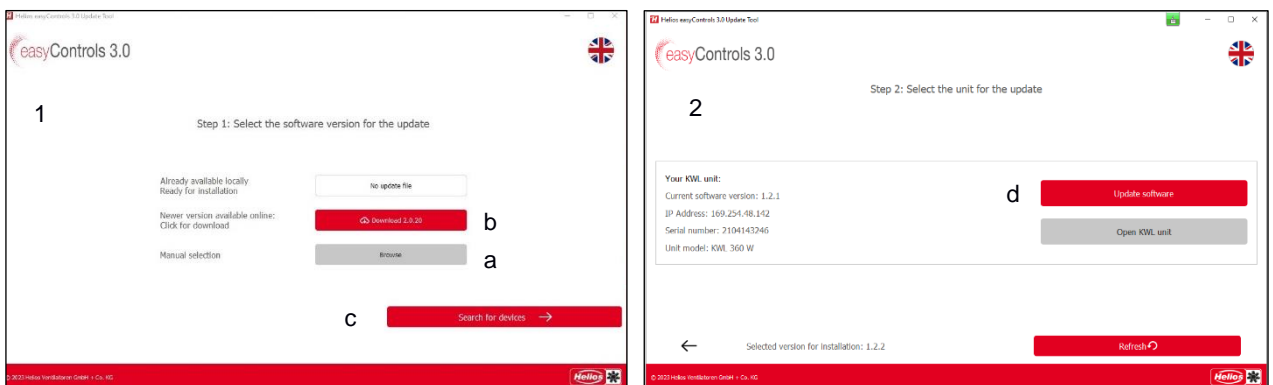 Helios easyControls 3.0 Update Tool
easyControls 3.0
1
Step 1: Select the software version for the update
Already available locally
Ready for installation
No update file
Newer version available online:
Click for download
Download 2.0.20
b
Manual selection
Browse
a
c
Search for devices
© 2023 Helios Ventilatoren GmbH + Co. KG
Helios
Helios easyControls 3.0 Update Tool
easyControls 3.0
Step 2: Select the unit for the update
2
Your KWL unit:
Current software version: 1.2.1
IP Address: 169.254.48.142
Serial number: 2104143246
Unit model: KWL 360 W
d
Update software
Open KWL unit
Selected version for installation: 1.2.2
Refresh
© 2023 Helios Ventilatoren GmbH + Co. KG
Helios